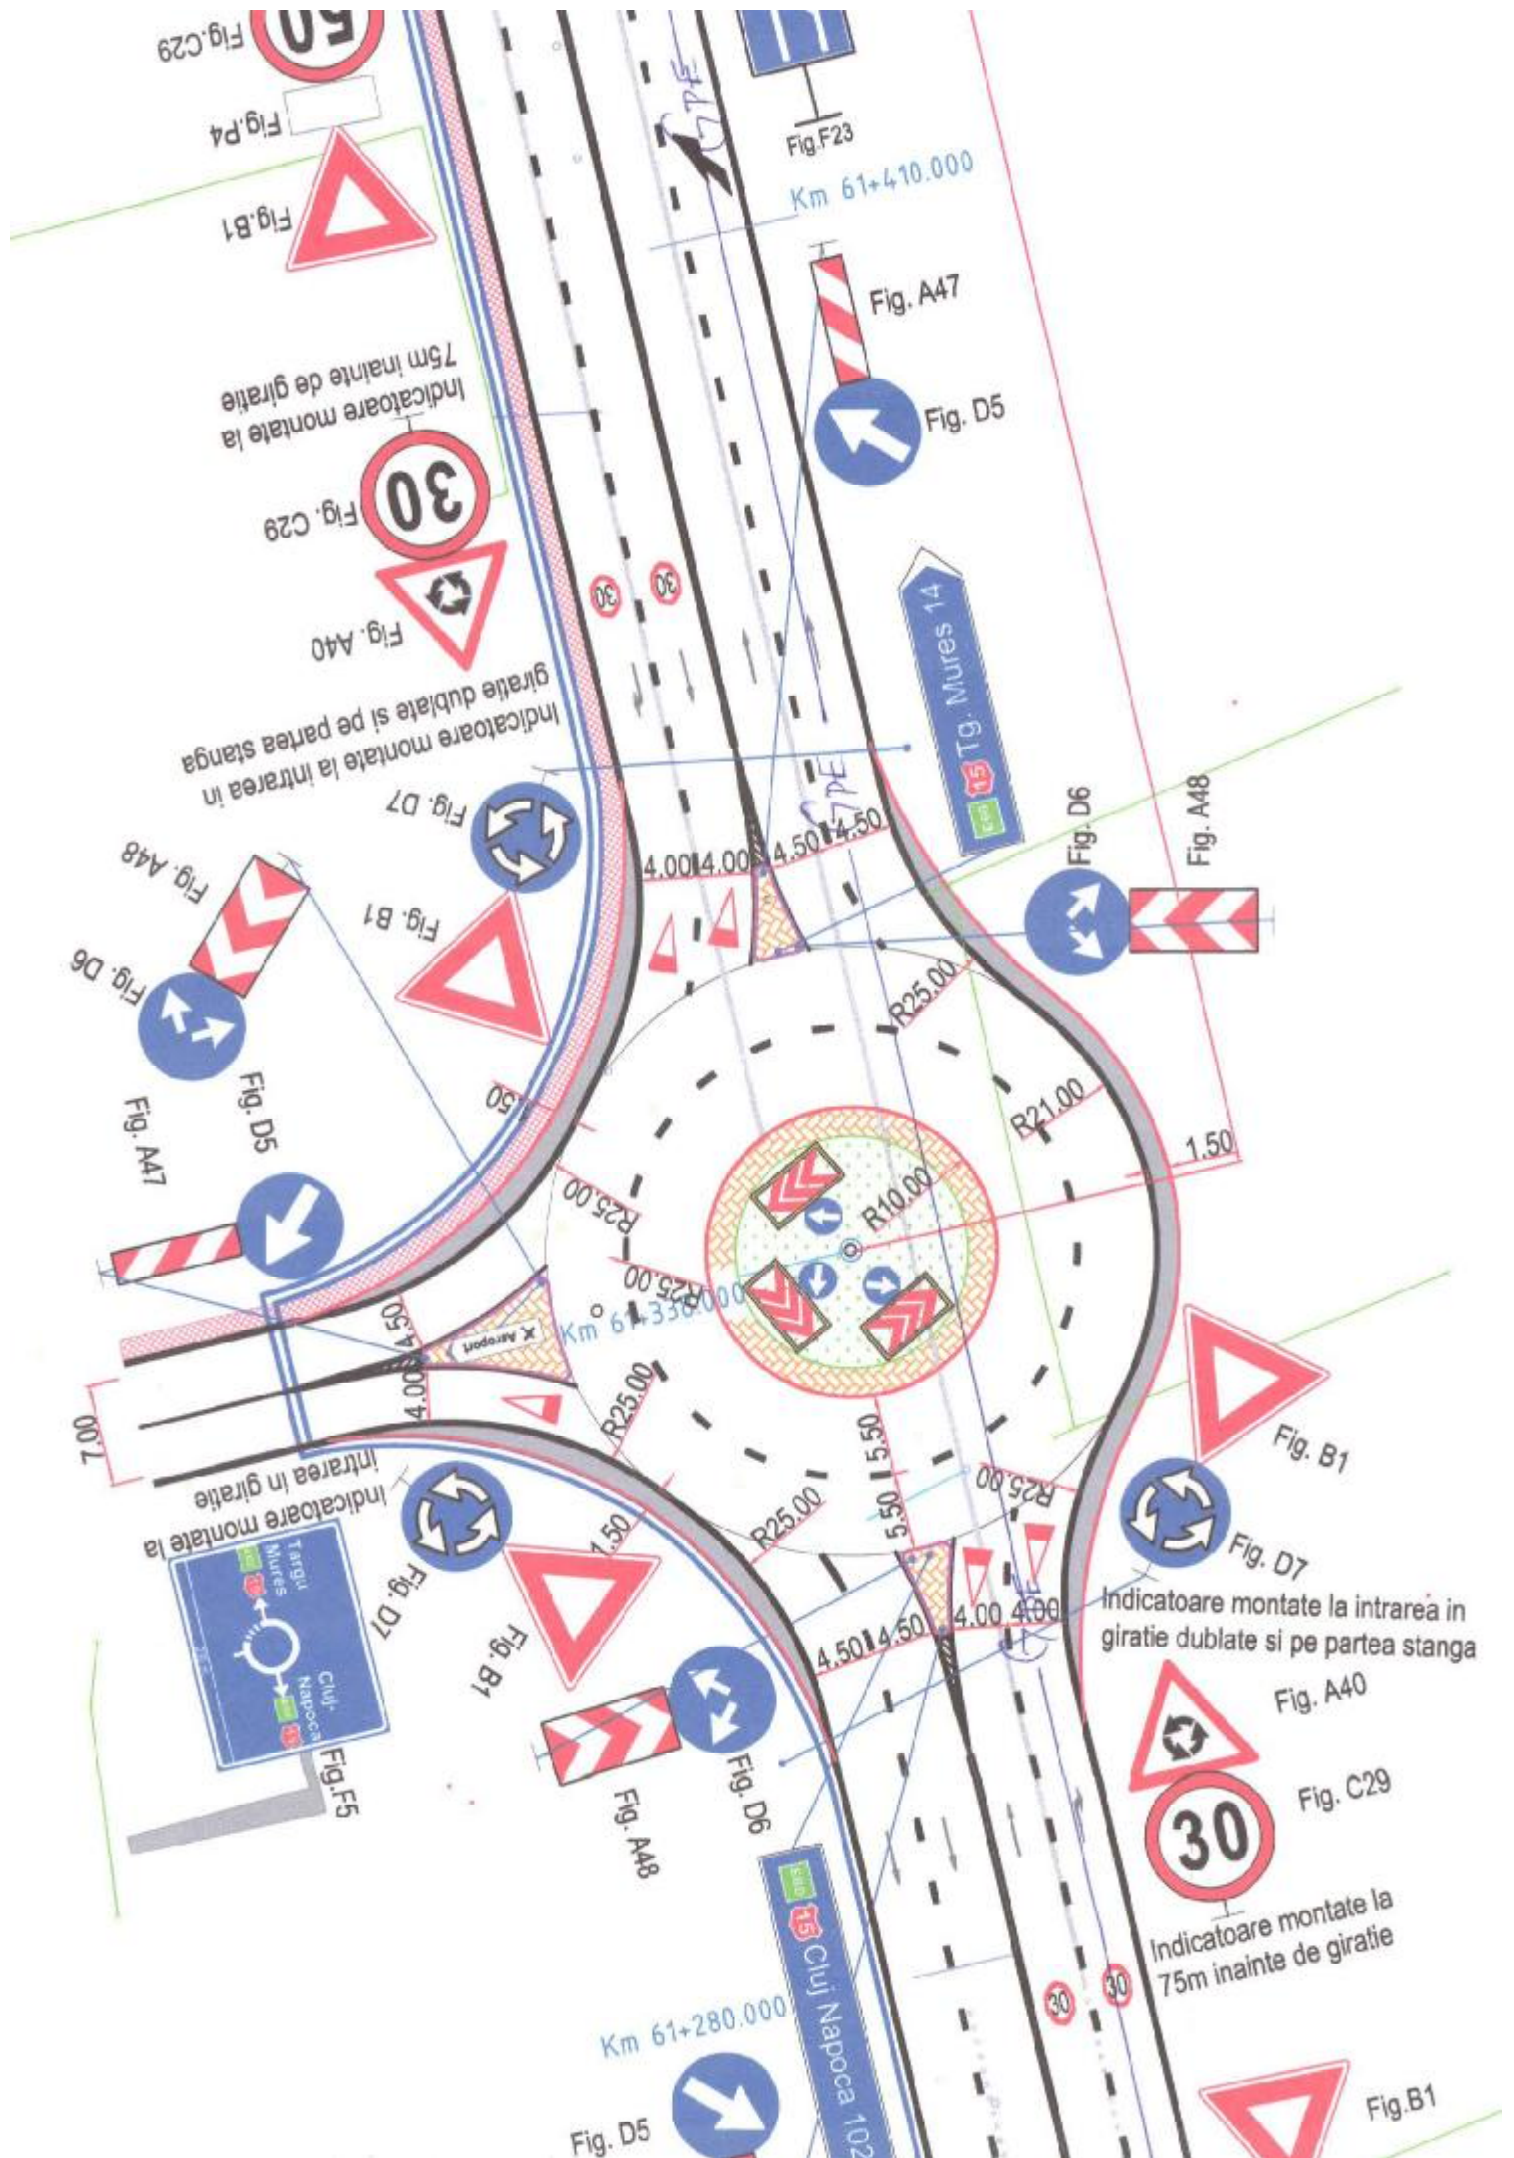 50
Fig.C29
Fig.P4
Fig.B1
Fig.F23
7PE
Km 61+410.000
Fig. A47
Fig. D5
Indicatoare montate la
75m inainte de giratie
30
Fig. C29
Fig. A40
30
30
Tg. Mures 14
15
E60
Indicatoare montate la intrarea in
giratie dublate si pe partea stanga
Fig. D7
Fig. B1
Fig. A48
Fig. D6
7PE
4.00 4.00 4.50 4.50
Fig. D6
Fig. A48
R25.00
R21.00
1.50
Fig. D5
Fig. A47
R25.00
R25.00
R10.00
Km 61+336.000
Aeroport
4.50
4.00
7.00
R25.00
R25.00
5.50
5.50
R25.00
1.50
Indicatoare montate la
intrarea in giratie
Fig. D7
Fig. B1
Targu
Mures
Cluj-
Napoca
Fig.F5
Fig. B1
Fig. D7
Indicatoare montate la intrarea in
giratie dublate si pe partea stanga
4.50 4.50 4.00 4.00
Fig. D6
Fig. A48
Fig. A40
Fig. C29
30
Indicatoare montate la
75m inainte de giratie
30
30
E60
15
Cluj Napoca 102
Km 61+280.000
Fig. D5
Fig.B1